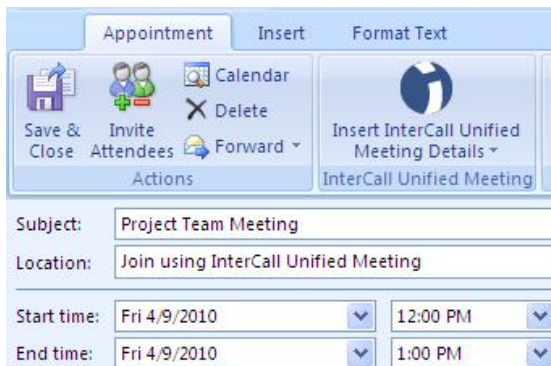 Appointment Insert Format Text
Save & Close
Invite Attendees
Calendar
Delete
Forward
Actions
Insert InterCall Unified
Meeting Details
InterCall Unified Meeting
Subject: Project Team Meeting
Location: Join using InterCall Unified Meeting
Start time: Fri 4/9/2010 12:00 PM
End time: Fri 4/9/2010 1:00 PM